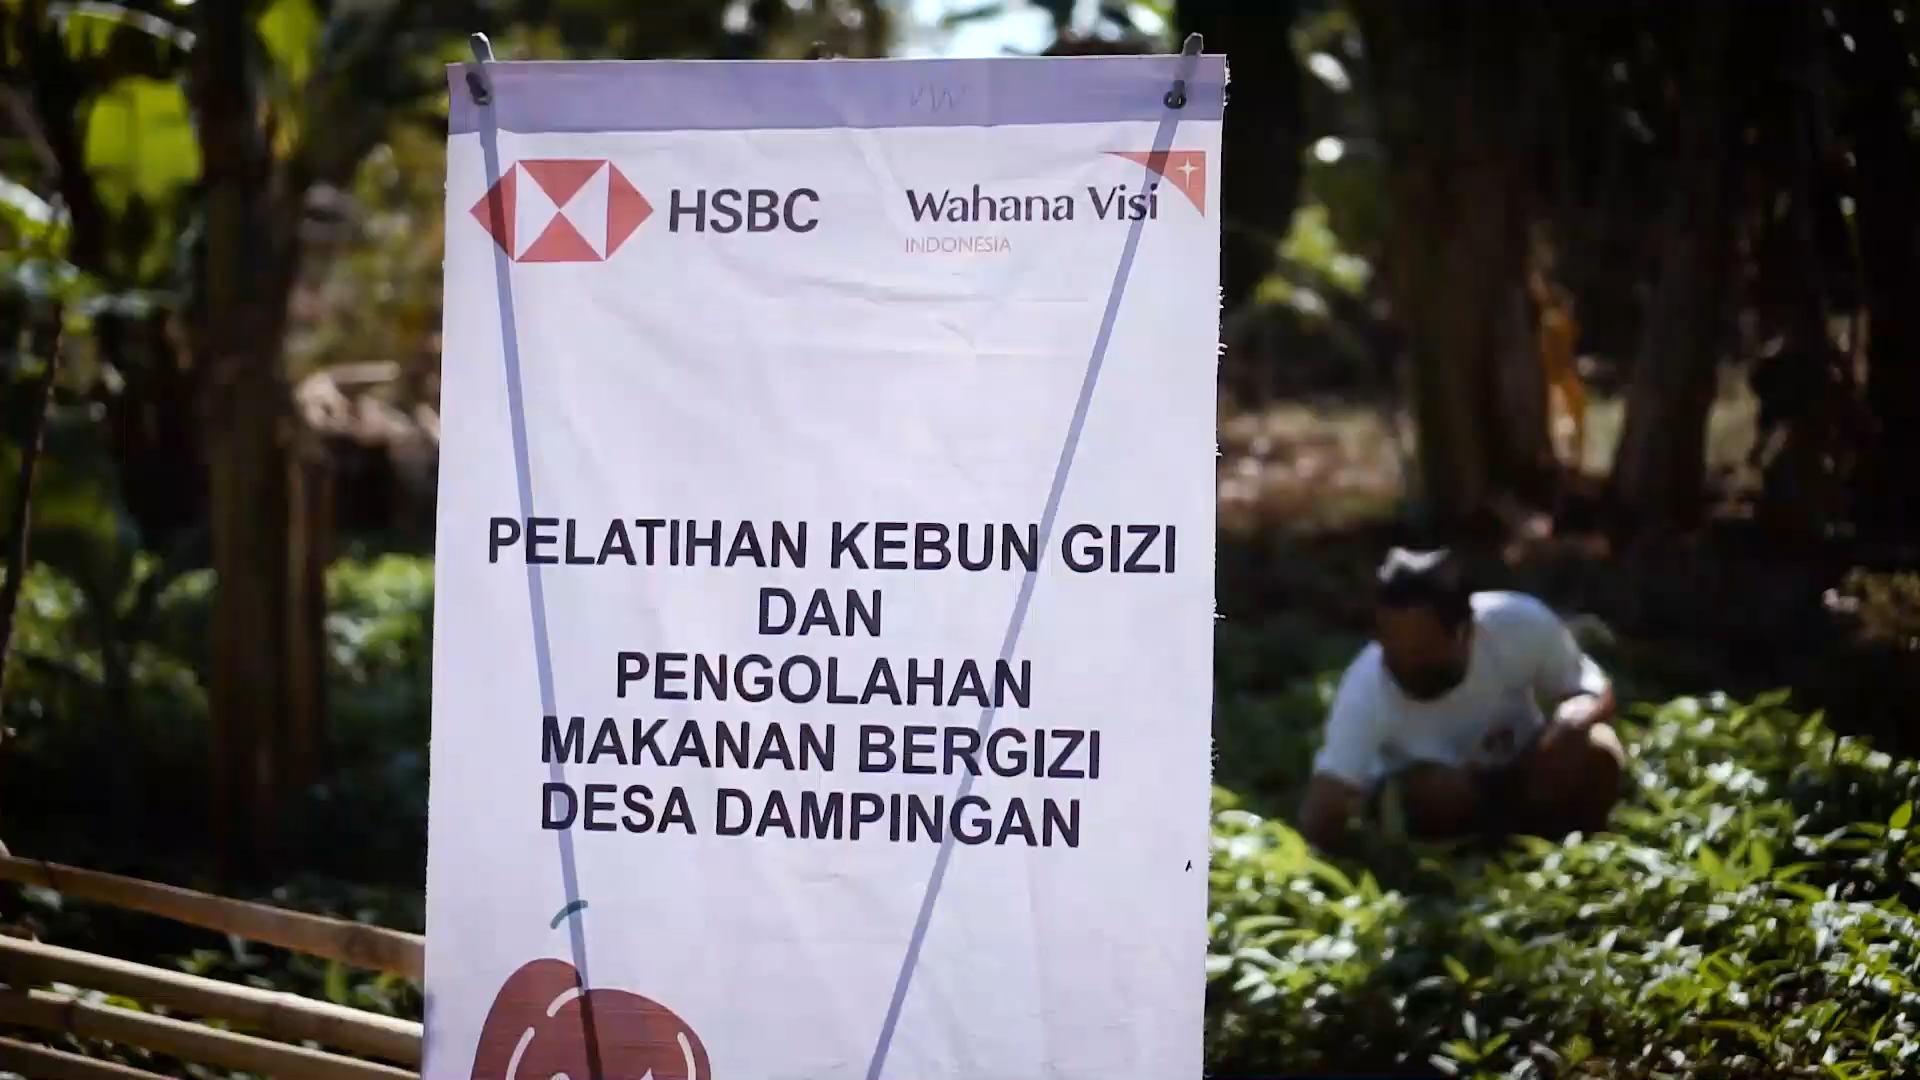 HSBC
Wahana Visi
INDONESIA
PELATIHAN KEBUN GIZI
DAN
PENGOLAHAN
MAKANAN BERGIZI
DESA DAMPINGAN